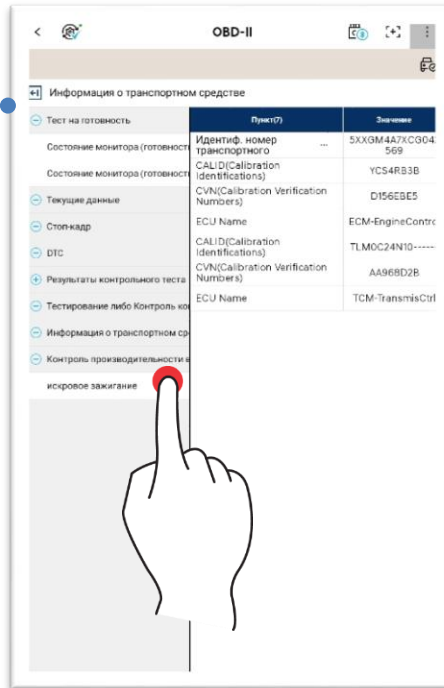 OBD-II
Информация о транспортном средстве
Тест на готовность
Состояние монитора (готовност
Состояние монитора (готовност
Текущие данные
Стоп-кадр
DTC
Результаты контрольного теста
Тестирование либо Контроль ко
Информация о транспортном ср
Контроль производительности в
искровое зажигание
Пункт(7) Значение
Идентиф. номер ... 5XXGM4A7XCG04
транспортного 569
CALID(Calibration YCS4RB3B
Identifications)
CVN(Calibration Verification D156EBE5
Numbers)
ECU Name ECM-EngineContro
CALID(Calibration TLM0C24N10-----
Identifications)
CVN(Calibration Verification AA968D2B
Numbers)
ECU Name TCM-TransmisCtrl